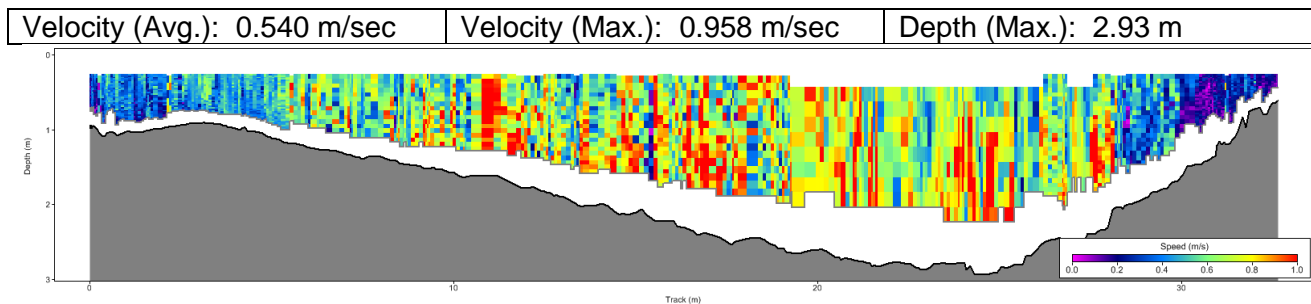 Velocity (Avg.): 0.540 m/sec Velocity (Max.): 0.958 m/sec Depth (Max.): 2.93 m
0
1
2
3
Depth (m)
Speed (m/s)
0.0 0.2 0.4 0.6 0.8 1.0
0 10 20 30
Track (m)